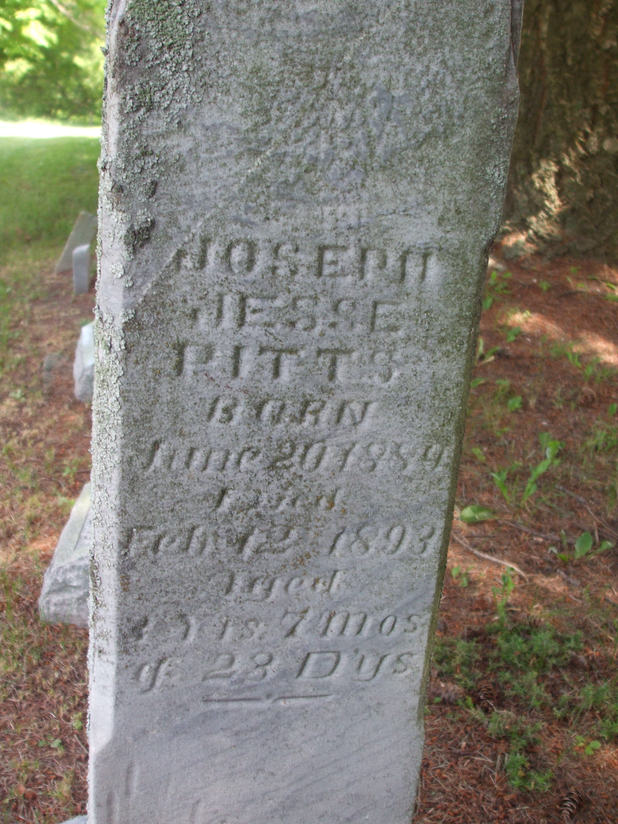 JOSEPH
JESSE
PITTS
BORN
June 20 1889
Died
Feb. 12 1893
Aged
3 Yrs. 7 Mos
& 23 Dys.